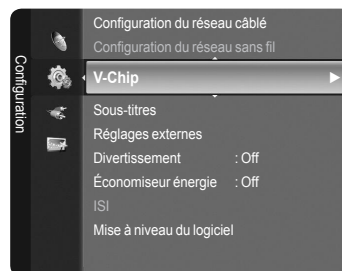 Configuration
Configuration du réseau câblé
Configuration du réseau sans fil
V-Chip
Sous-titres
Réglages externes
Divertissement : Off
Économiseur énergie : Off
ISI
Mise à niveau du logiciel